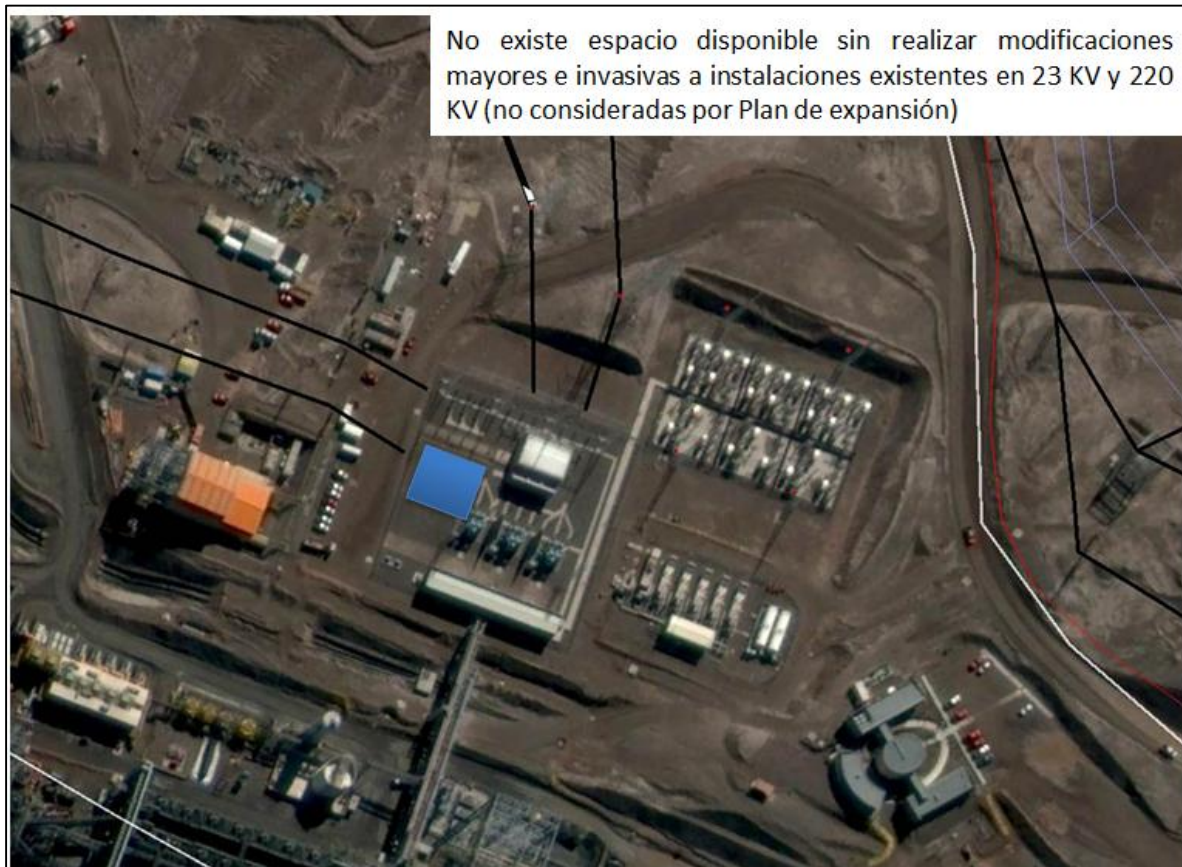 No existe espacio disponible sin realizar modificaciones
mayores e invasivas a instalaciones existentes en 23 KV y 220
KV (no consideradas por Plan de expansión)